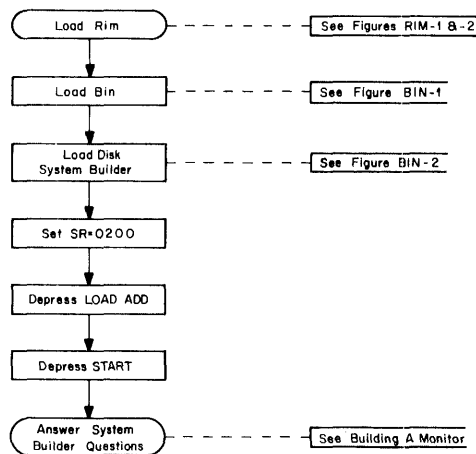 Load Rim
See Figures RIM-1 & -2
Load Bin
See Figure BIN-1
Load Disk
System Builder
See Figure BIN-2
Set SR=0200
Depress LOAD ADD
Depress START
Answer System
Builder Questions
See Building A Monitor